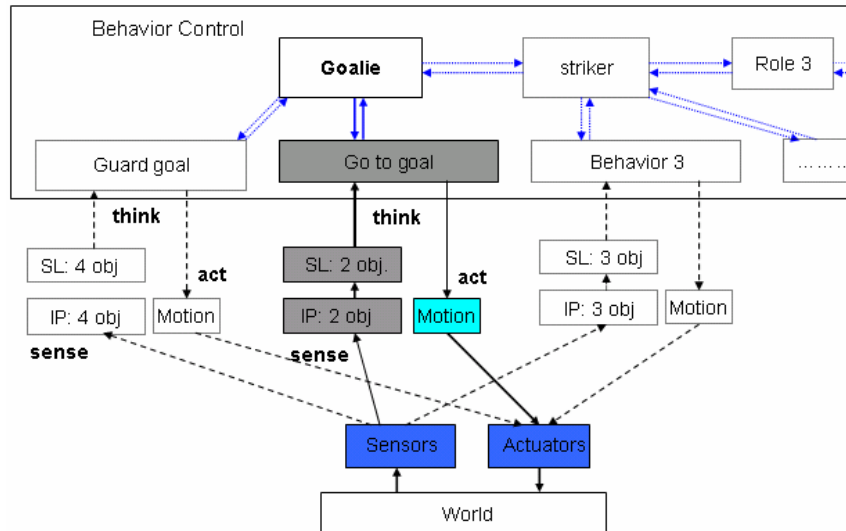 Behavior Control
Goalie
striker
Role 3
Guard goal
Go to goal
Behavior 3
………
think
think
SL: 4 obj
SL: 2 obj.
SL: 3 obj
act
act
IP: 4 obj
Motion
IP: 2 obj
Motion
IP: 3 obj
Motion
sense
sense
Sensors
Actuators
World